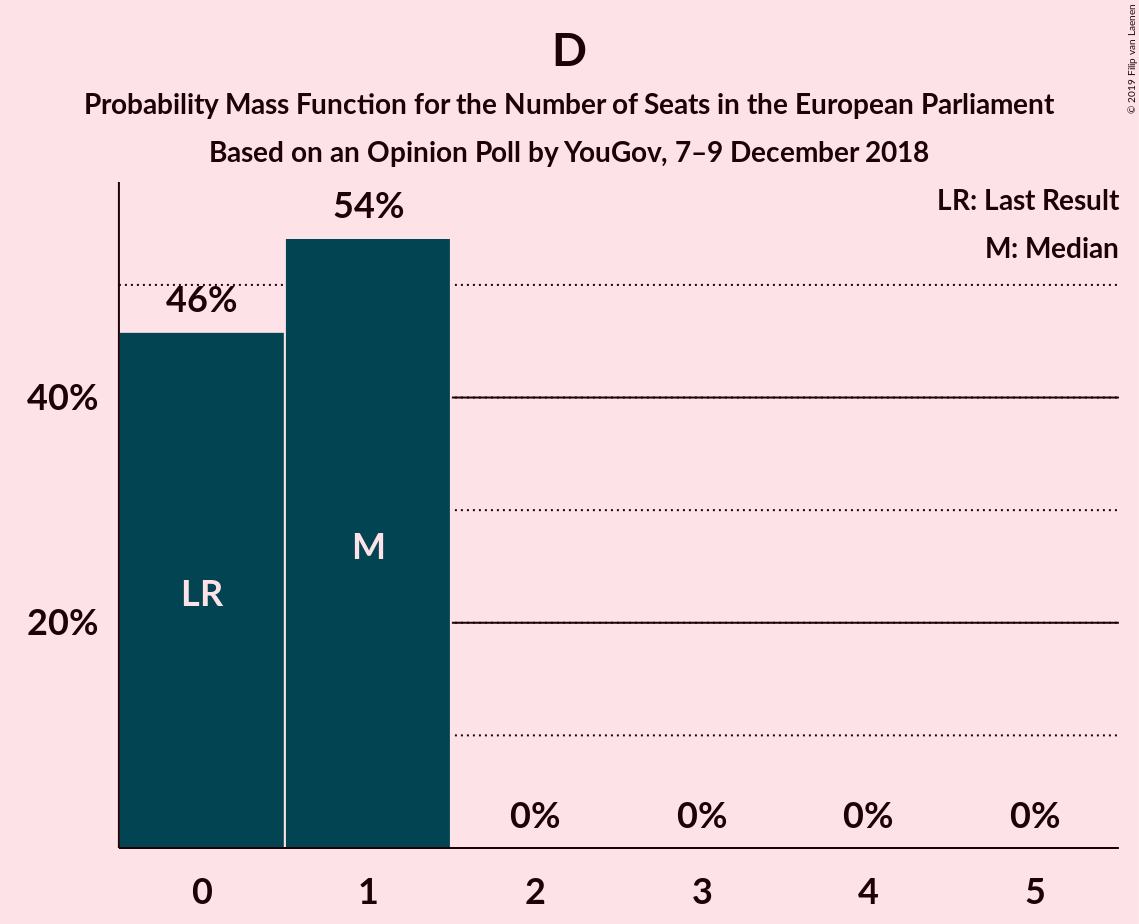 D
Probability Mass Function for the Number of Seats in the European Parliament
Based on an Opinion Poll by YouGov, 7–9 December 2018
© 2019 Filip van Laenen
LR: Last Result
M: Median
54%
46%
40%
20%
LR
M
0%
0%
0%
0%
0
1
2
3
4
5